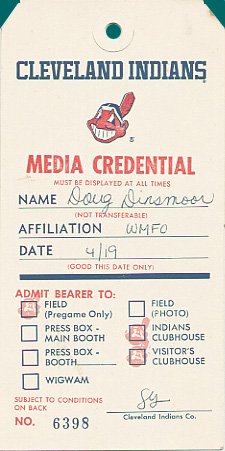 CLEVELAND INDIANS®
®
MEDIA CREDENTIAL
MUST BE DISPLAYED AT ALL TIMES
NAME Doug Dinsmoor
(NOT TRANSFERABLE)
AFFILIATION WMFO
DATE 4/19
(GOOD THIS DATE ONLY)
ADMIT BEARER TO:
FIELD
(Pregame Only)
FIELD
(PHOTO)
PRESS BOX -
MAIN BOOTH
INDIANS
CLUBHOUSE
PRESS BOX -
BOOTH
VISITOR'S
CLUBHOUSE
WIGWAM
SUBJECT TO CONDITIONS
ON BACK
NO. 6398
Cleveland Indians Co.